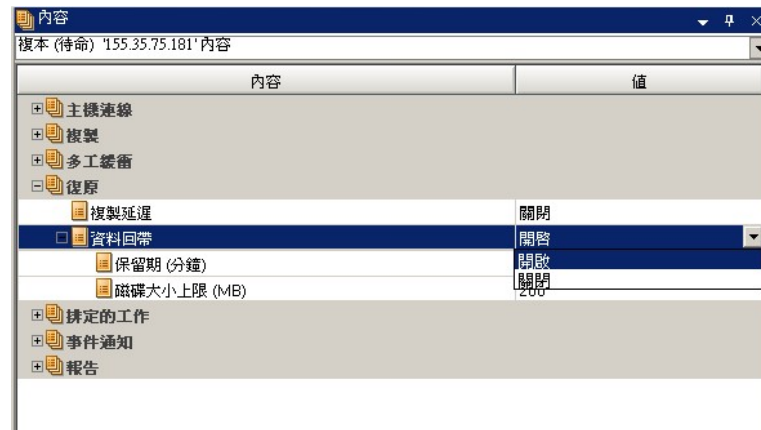 內容
複本 (待命) '155.35.75.181' 內容
內容 值
主機連線
複製
多工緩衝
復原
複製延遲 關閉
資料回帶 開啓
保留期 (分鐘) 開啟
關閉
磁碟大小上限 (MB) 200
排定的工作
事件通知
報告